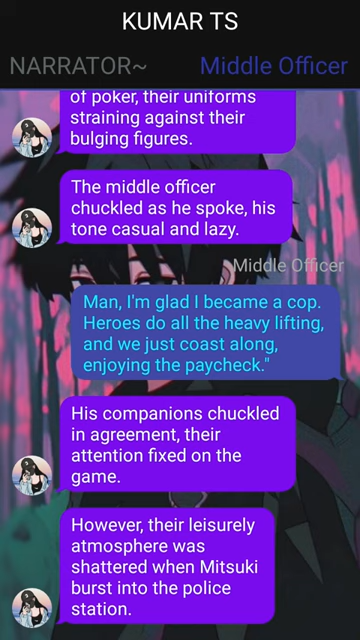 KUMAR TS
NARRATOR~ Middle Officer
of poker, their uniforms
straining against their
bulging figures.
The middle officer
chuckled as he spoke, his
tone casual and lazy.
Middle Officer
Man, I'm glad I became a cop.
Heroes do all the heavy lifting,
and we just coast along,
enjoying the paycheck."
His companions chuckled
in agreement, their
attention fixed on the
game.
However, their leisurely
atmosphere was
shattered when Mitsuki
burst into the police
station.